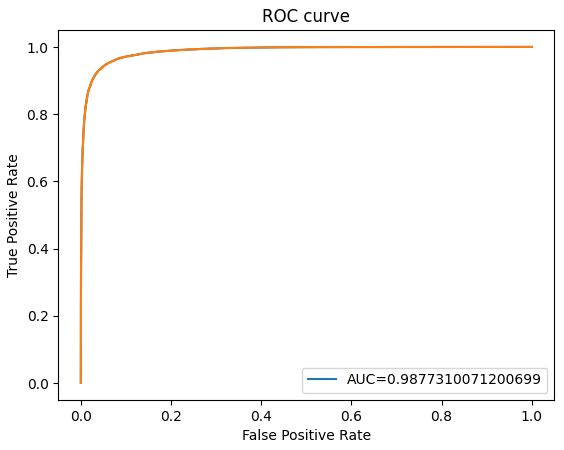 ROC curve
1.0
0.8
0.6
0.4
0.2
0.0
True Positive Rate
AUC=0.9877310071200699
0.0 0.2 0.4 0.6 0.8 1.0
False Positive Rate